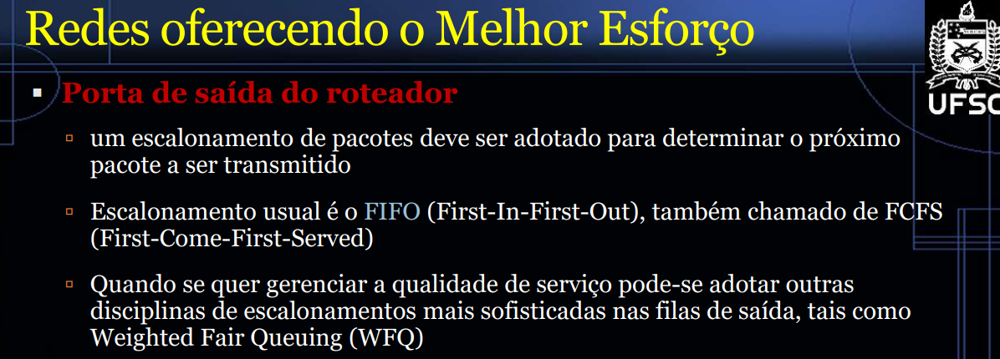 Redes oferecendo o Melhor Esforço
Porta de saída do roteador
um escalonamento de pacotes deve ser adotado para determinar o próximo
pacote a ser transmitido
Escalonamento usual é o FIFO (First-In-First-Out), também chamado de FCFS
(First-Come-First-Served)
Quando se quer gerenciar a qualidade de serviço pode-se adotar outras
disciplinas de escalonamentos mais sofisticadas nas filas de saída, tais como
Weighted Fair Queuing (WFQ)
UFSC